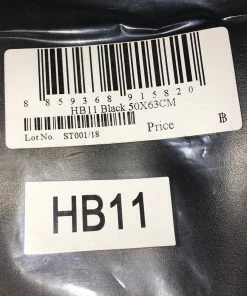 8 859368 915820
HB11 Black 50X63CM
Lot No. ST001/18 Price B
HB11